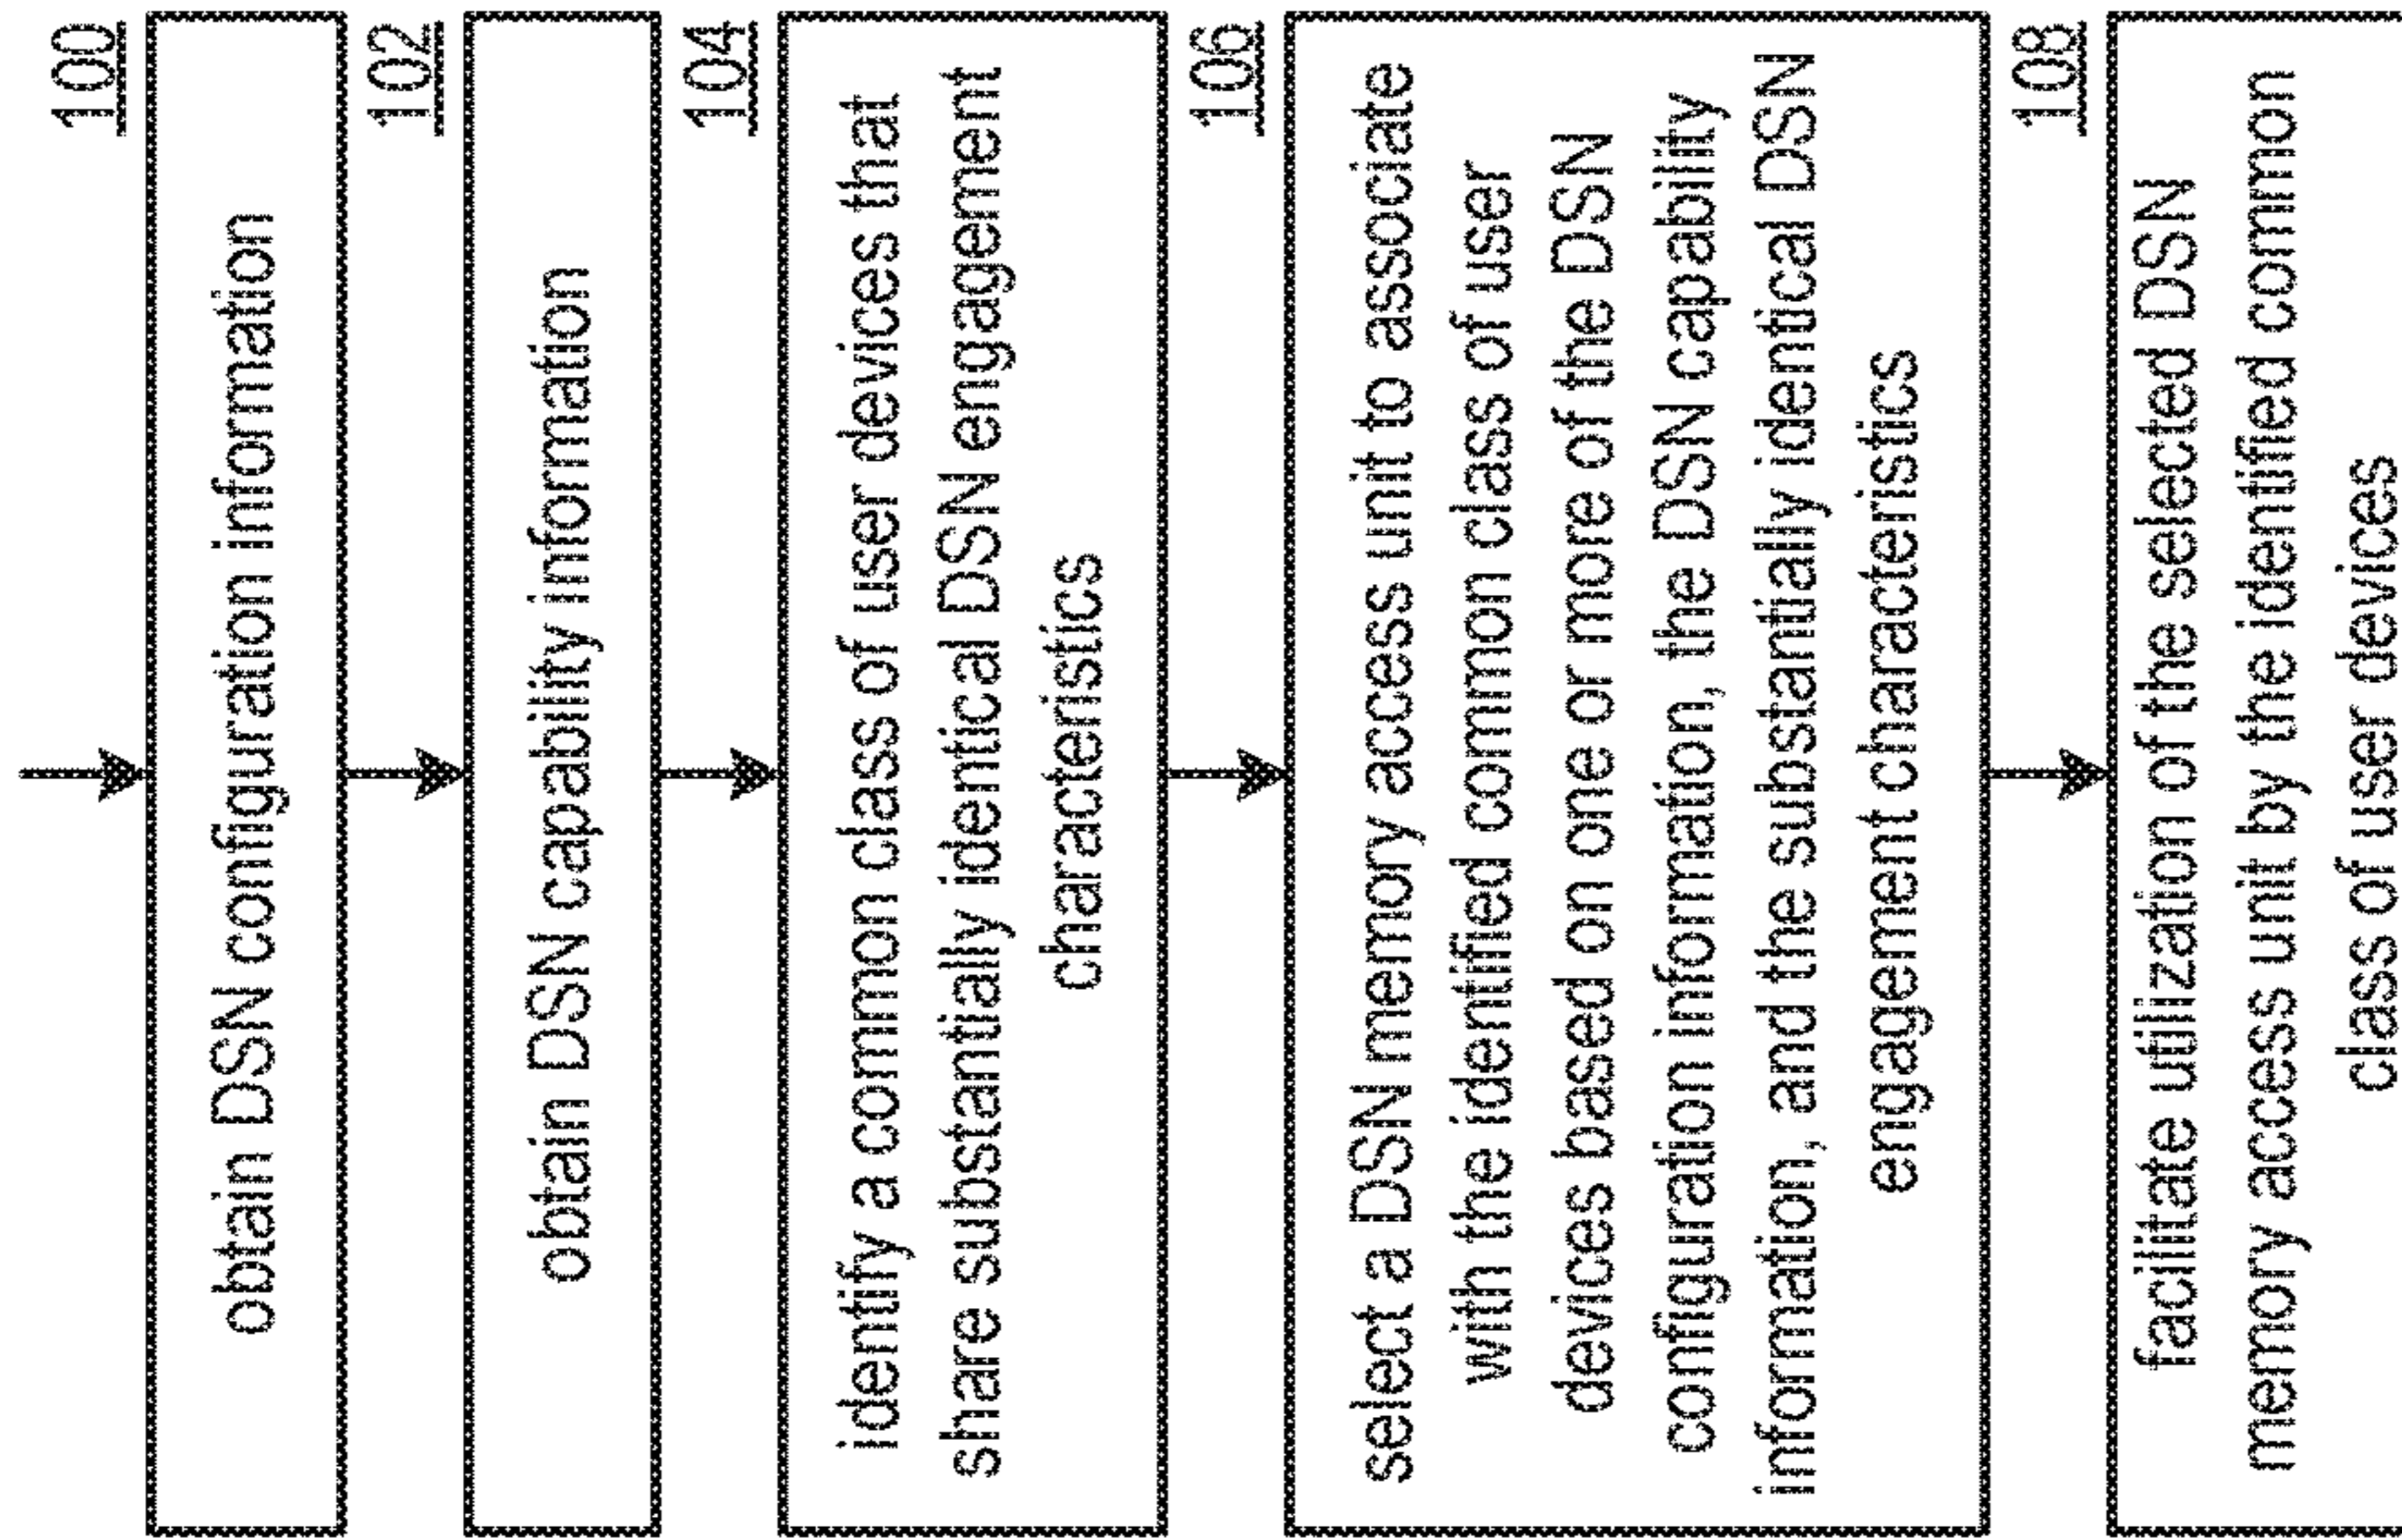 100
obtain DSN configuration information
102
obtain DSN capability information
104
identify a common class of user devices that
share substantially identical DSN engagement
characteristics
106
select a DSN memory access unit to associate
with the identified common class of user
devices based on one or more of the DSN
configuration information, the DSN capability
information, and the substantially identical DSN
engagement characteristics
108
facilitate utilization of the selected DSN
memory access unit by the identified common
class of user devices